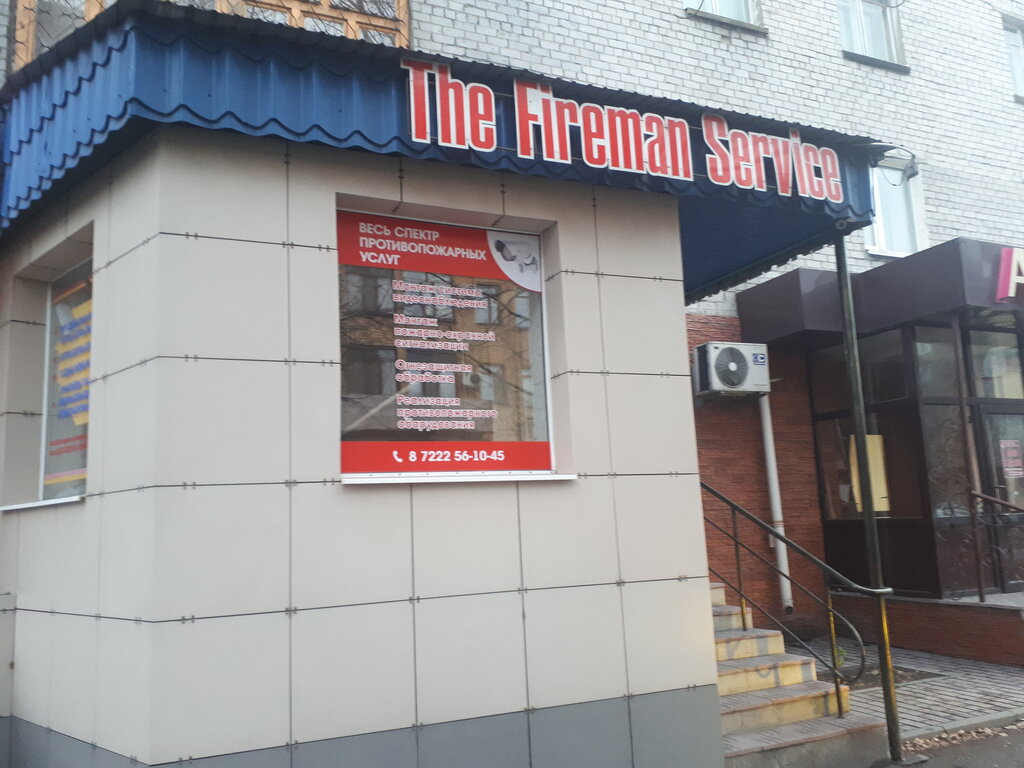 The Fireman Service
ВЕСЬ СПЕКТР
ПРОТИВОПОЖАРНЫХ
УСЛУГ
Монтаж систем
видеонаблюдения
Монтаж
пожарно-охранной
сигнализации
Огнезащитная
обработка
Реализация
противопожарного
оборудования
8 7222 56-10-45
A